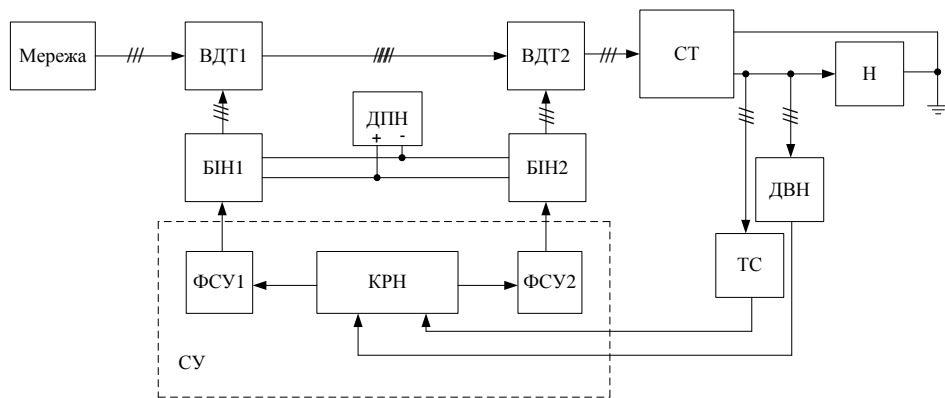 Мережа
ВДТ1
ВДТ2
СТ
Н
ДПН
+ -
БІН1
БІН2
ДВН
ТС
ФСУ1
КРН
ФСУ2
СУ